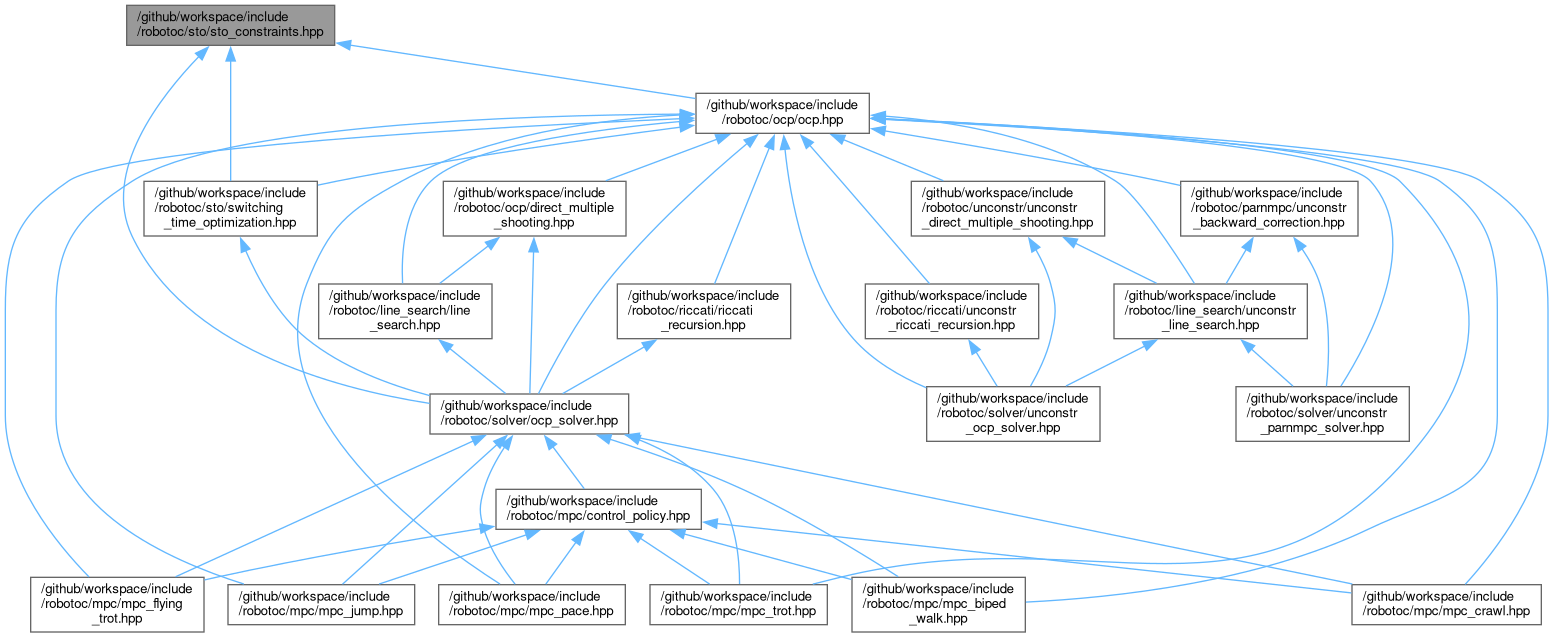 /github/workspace/include
/robotoc/sto/sto_constraints.hpp
/github/workspace/include
/robotoc/ocp/ocp.hpp
/github/workspace/include
/robotoc/sto/switching
_time_optimization.hpp
/github/workspace/include
/robotoc/ocp/direct_multiple
_shooting.hpp
/github/workspace/include
/robotoc/unconstr/unconstr
_direct_multiple_shooting.hpp
/github/workspace/include
/robotoc/parnmpc/unconstr
_backward_correction.hpp
/github/workspace/include
/robotoc/line_search/line
_search.hpp
/github/workspace/include
/robotoc/riccati/riccati
_recursion.hpp
/github/workspace/include
/robotoc/riccati/unconstr
_riccati_recursion.hpp
/github/workspace/include
/robotoc/line_search/unconstr
_line_search.hpp
/github/workspace/include
/robotoc/solver/ocp_solver.hpp
/github/workspace/include
/robotoc/solver/unconstr
_ocp_solver.hpp
/github/workspace/include
/robotoc/solver/unconstr
_parnmpc_solver.hpp
/github/workspace/include
/robotoc/mpc/control_policy.hpp
/github/workspace/include
/robotoc/mpc/mpc_flying
_trot.hpp
/github/workspace/include
/robotoc/mpc/mpc_jump.hpp
/github/workspace/include
/robotoc/mpc/mpc_pace.hpp
/github/workspace/include
/robotoc/mpc/mpc_trot.hpp
/github/workspace/include
/robotoc/mpc/mpc_biped
_walk.hpp
/github/workspace/include
/robotoc/mpc/mpc_crawl.hpp